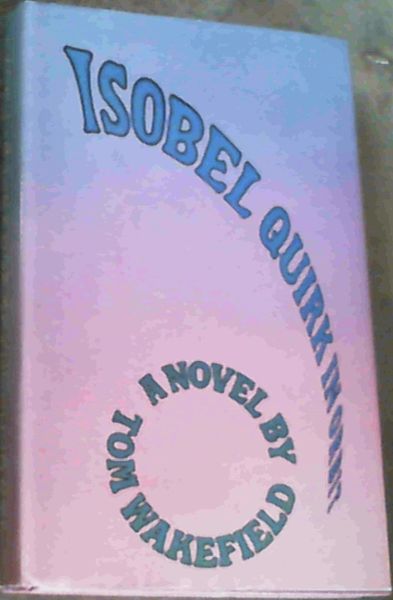 ISOBEL QUIRK IN ORBIT
A NOVEL BY
TOM WAKEFIELD